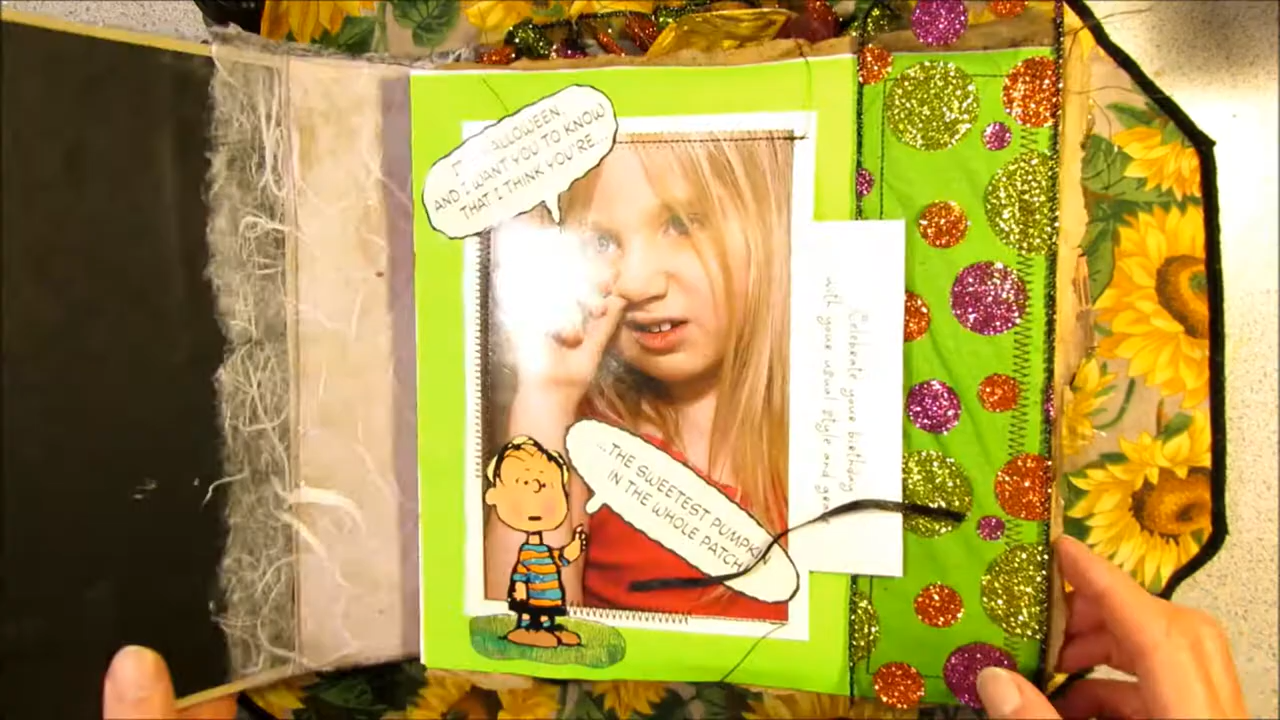 HALLOWEEN,
AND I WANT YOU TO KNOW
THAT I THINK YOU'RE...
...THE SWEETEST PUMPKIN
IN THE WHOLE PATCH
Celebrate your birthday
with your usual style and